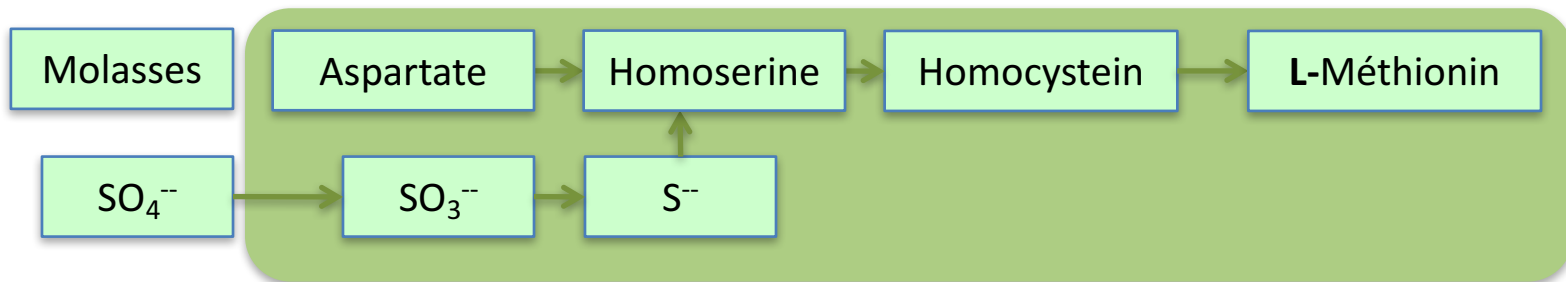 Molasses
Aspartate
Homoserine
Homocystein
L-Méthionin
SO₄⁻⁻
SO₃⁻⁻
S⁻⁻